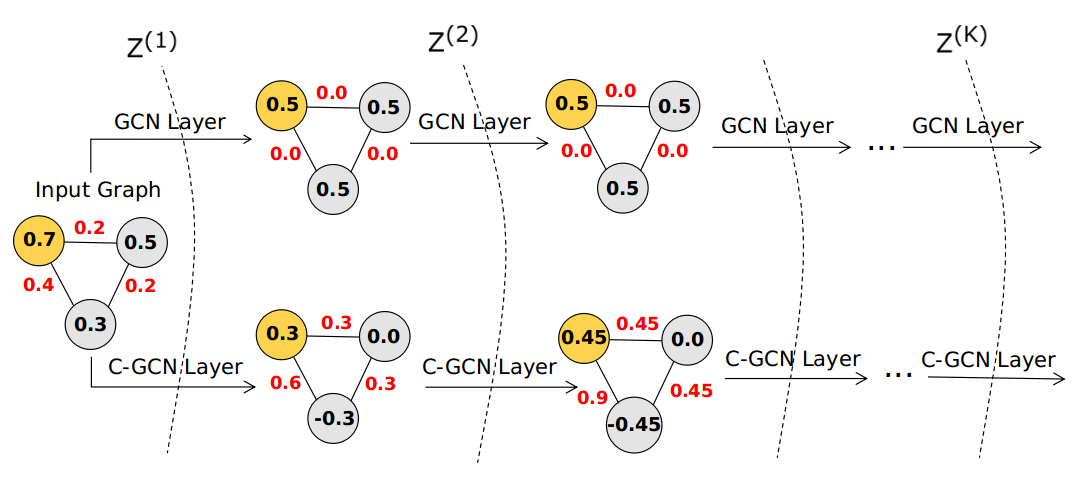 Z(1)
Z(2)
Z(K)
GCN Layer
GCN Layer
GCN Layer
... GCN Layer
0.5 0.0 0.5
0.0 0.0
0.5
0.5 0.0 0.5
0.0 0.0
0.5
Input Graph
0.7 0.2 0.5
0.4 0.2
0.3
C-GCN Layer
C-GCN Layer
C-GCN Layer
... C-GCN Layer
0.3 0.3 0.0
0.6 0.3
-0.3
0.45 0.45 0.0
0.9 0.45
-0.45